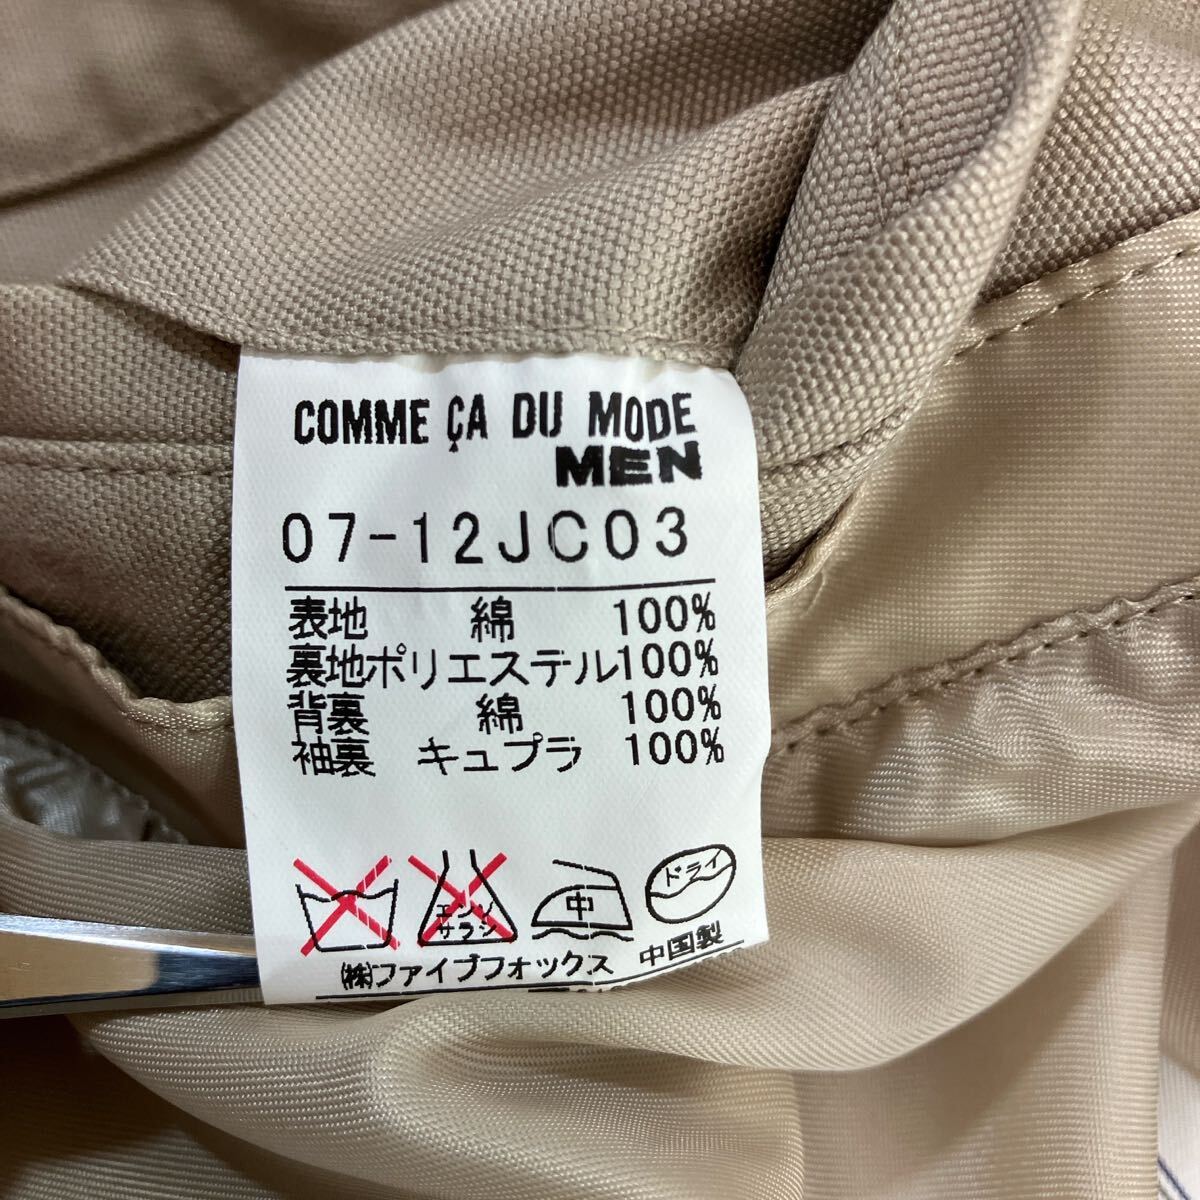 COMME ÇA DU MODE
MEN
07-12JC03
表地 綿 100%
裏地ポリエステル100%
背裏 綿 100%
袖裏 キュプラ 100%
エンソ
サラシ
中
ドライ
㈱ファイブフォックス 中国製